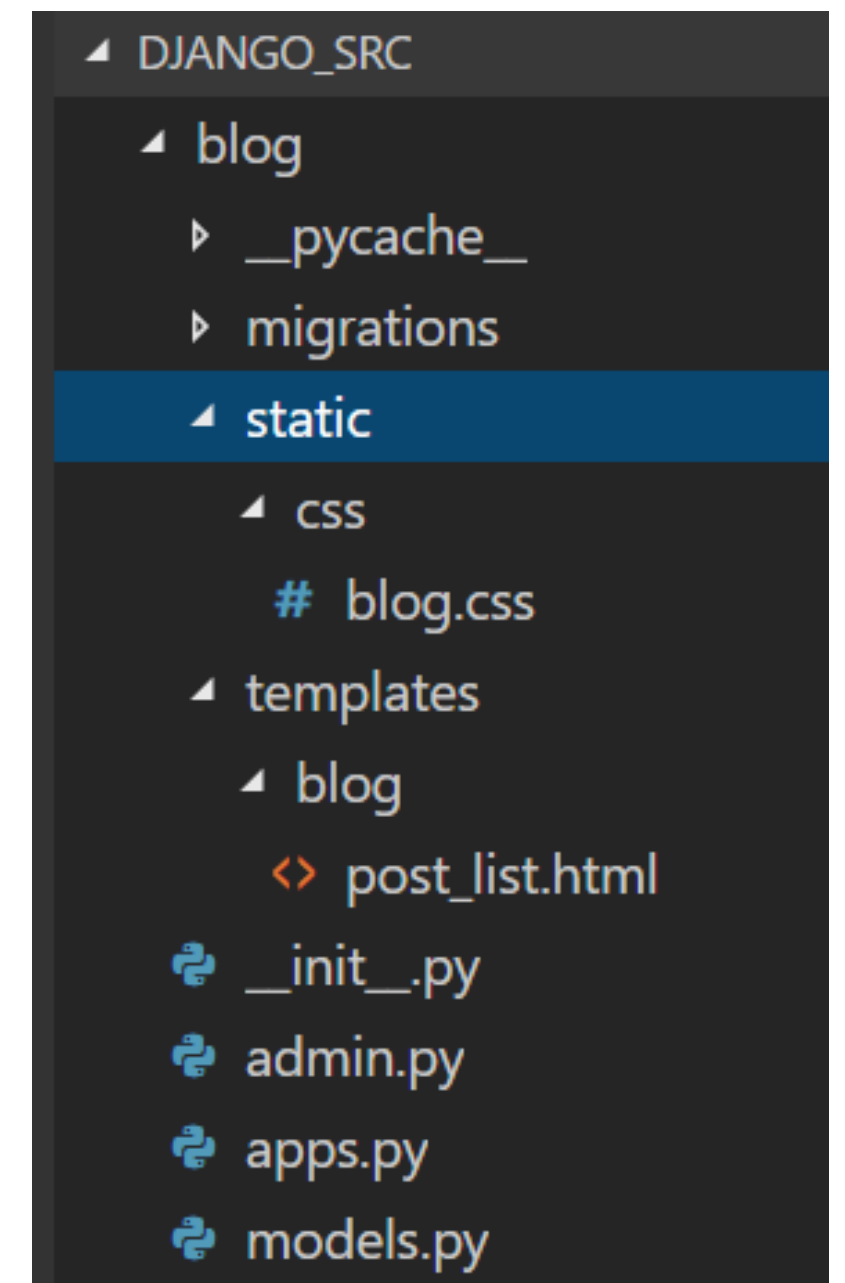 DJANGO_SRC
blog
__pycache__
migrations
static
css
# blog.css
templates
blog
<> post_list.html
__init__.py
admin.py
apps.py
models.py